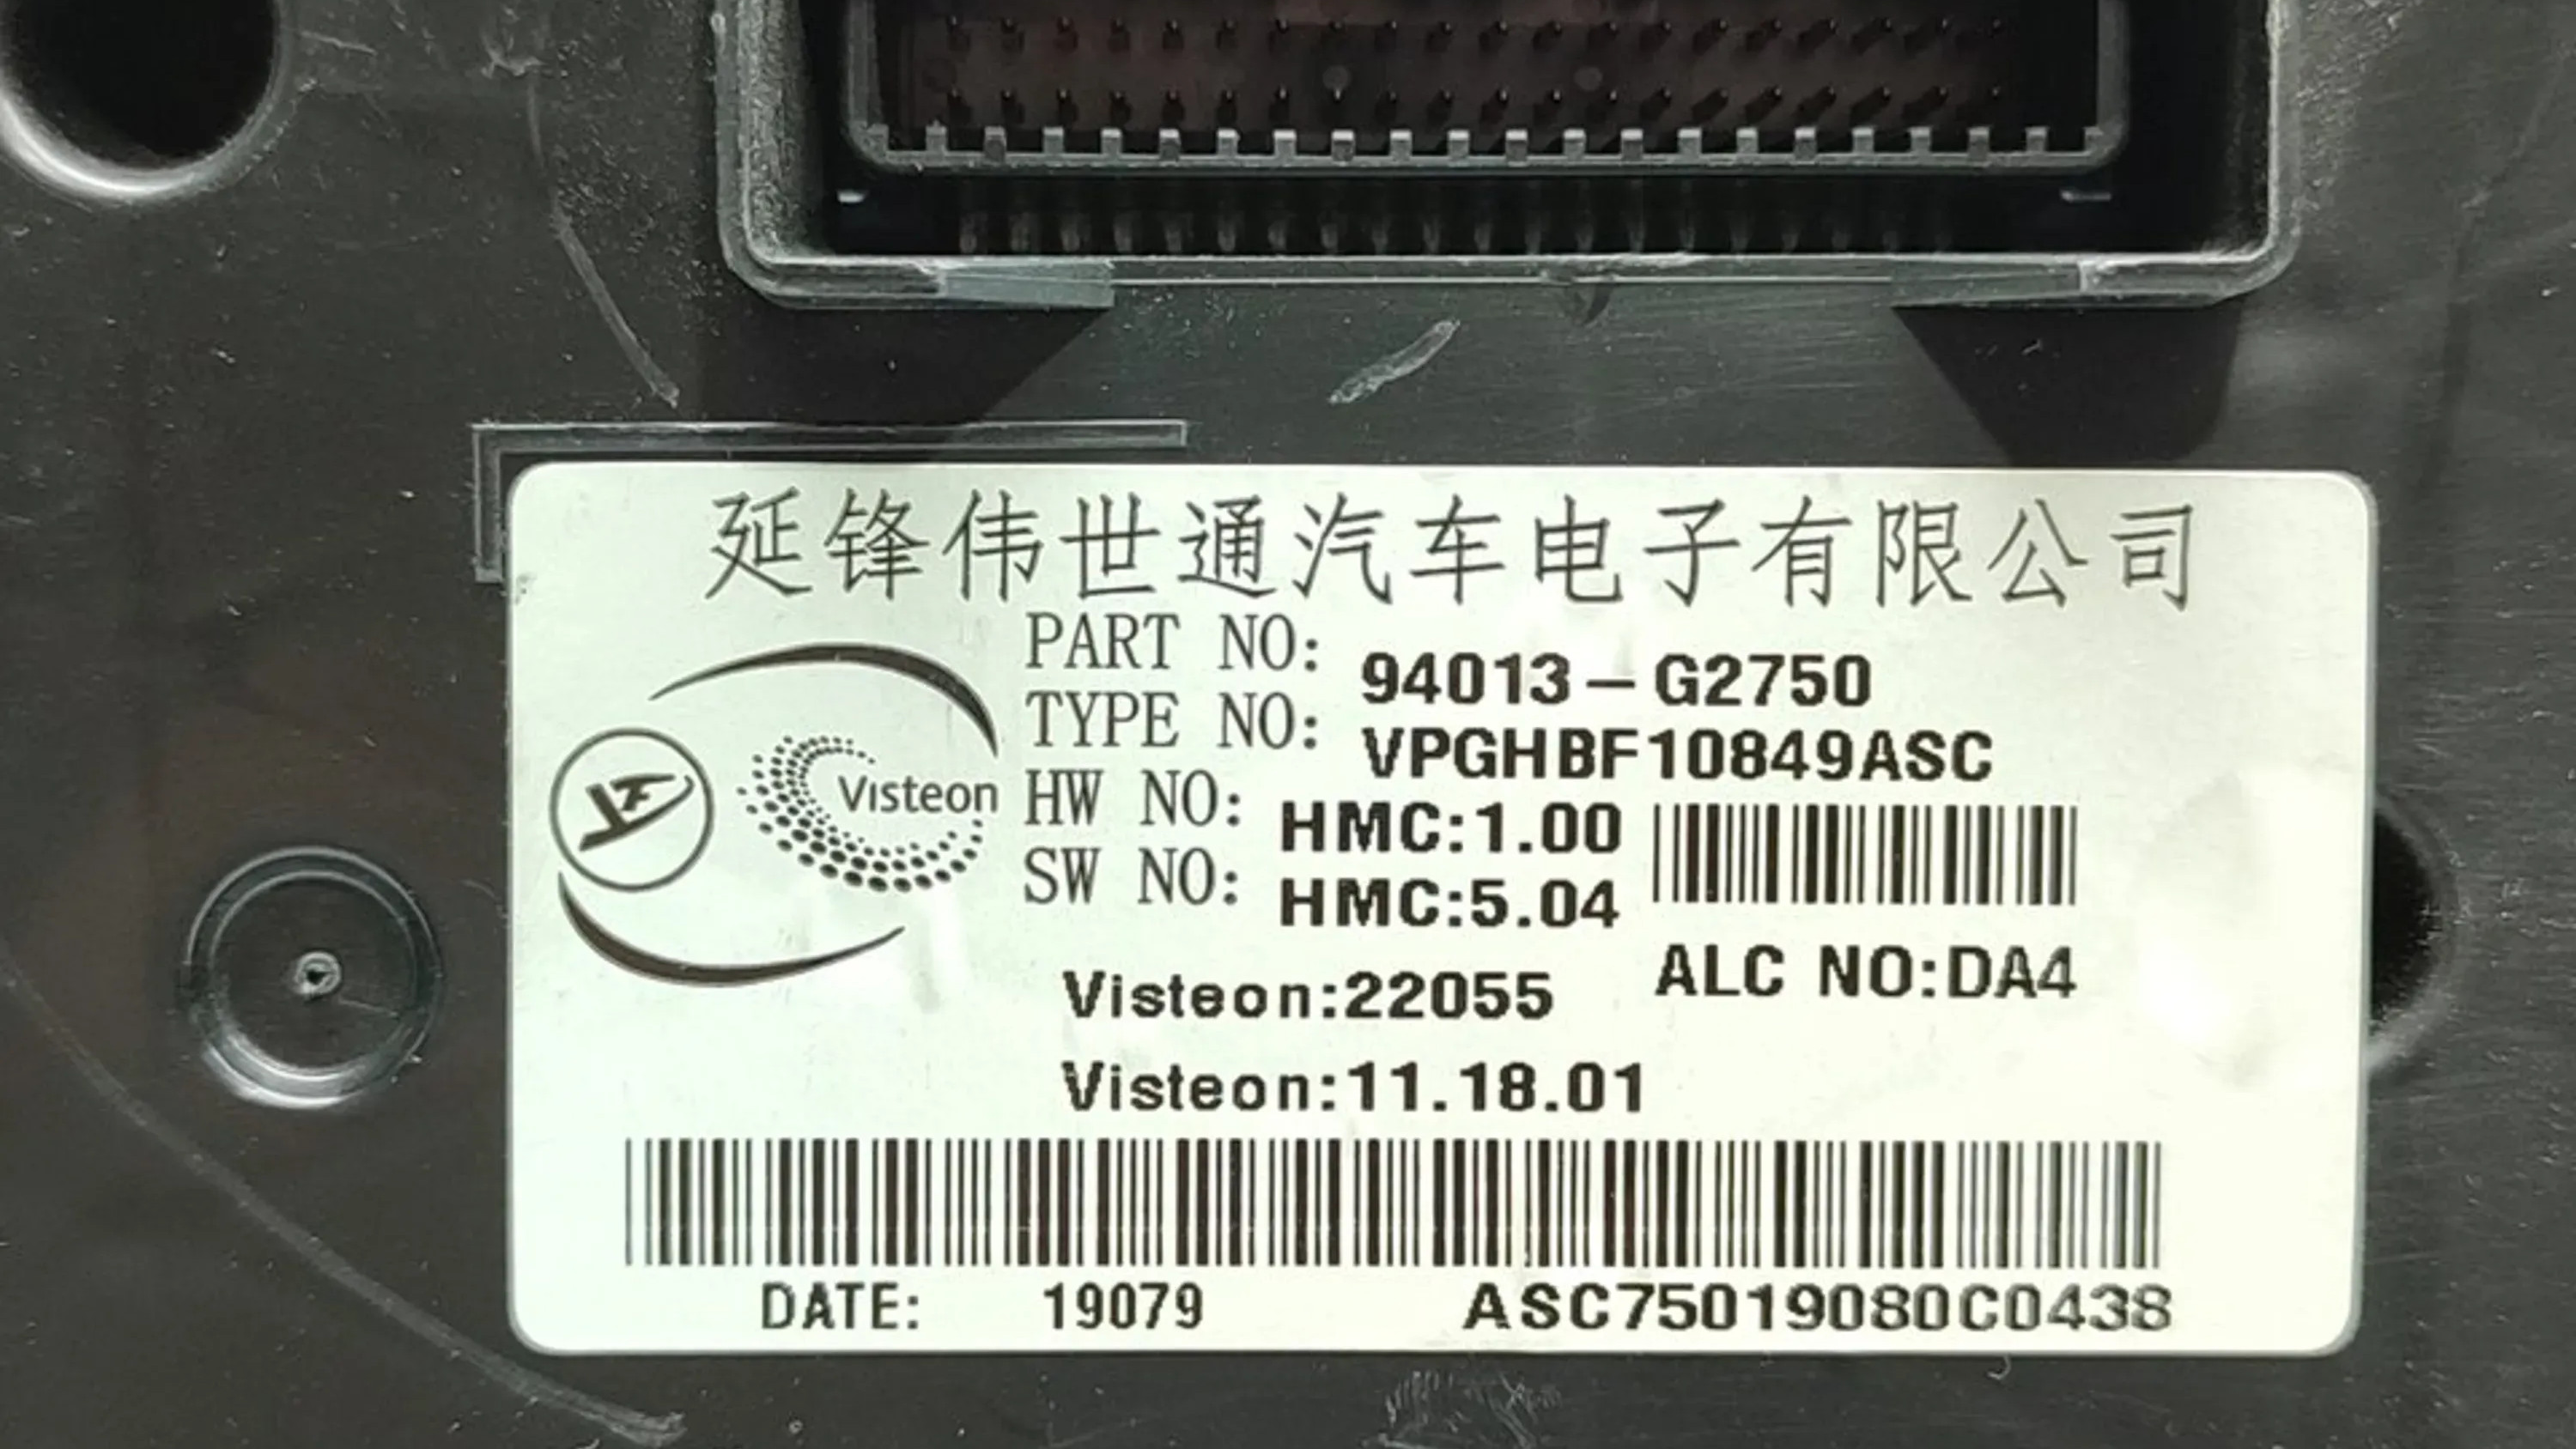 延锋伟世通汽车电子有限公司
PART NO: 94013-G2750
TYPE NO: VPGHBF10849ASC
Visteon
HW NO: HMC:1.00
SW NO: HMC:5.04
Visteon:22055
ALC NO:DA4
Visteon:11.18.01
DATE: 19079
ASC75019080C0438